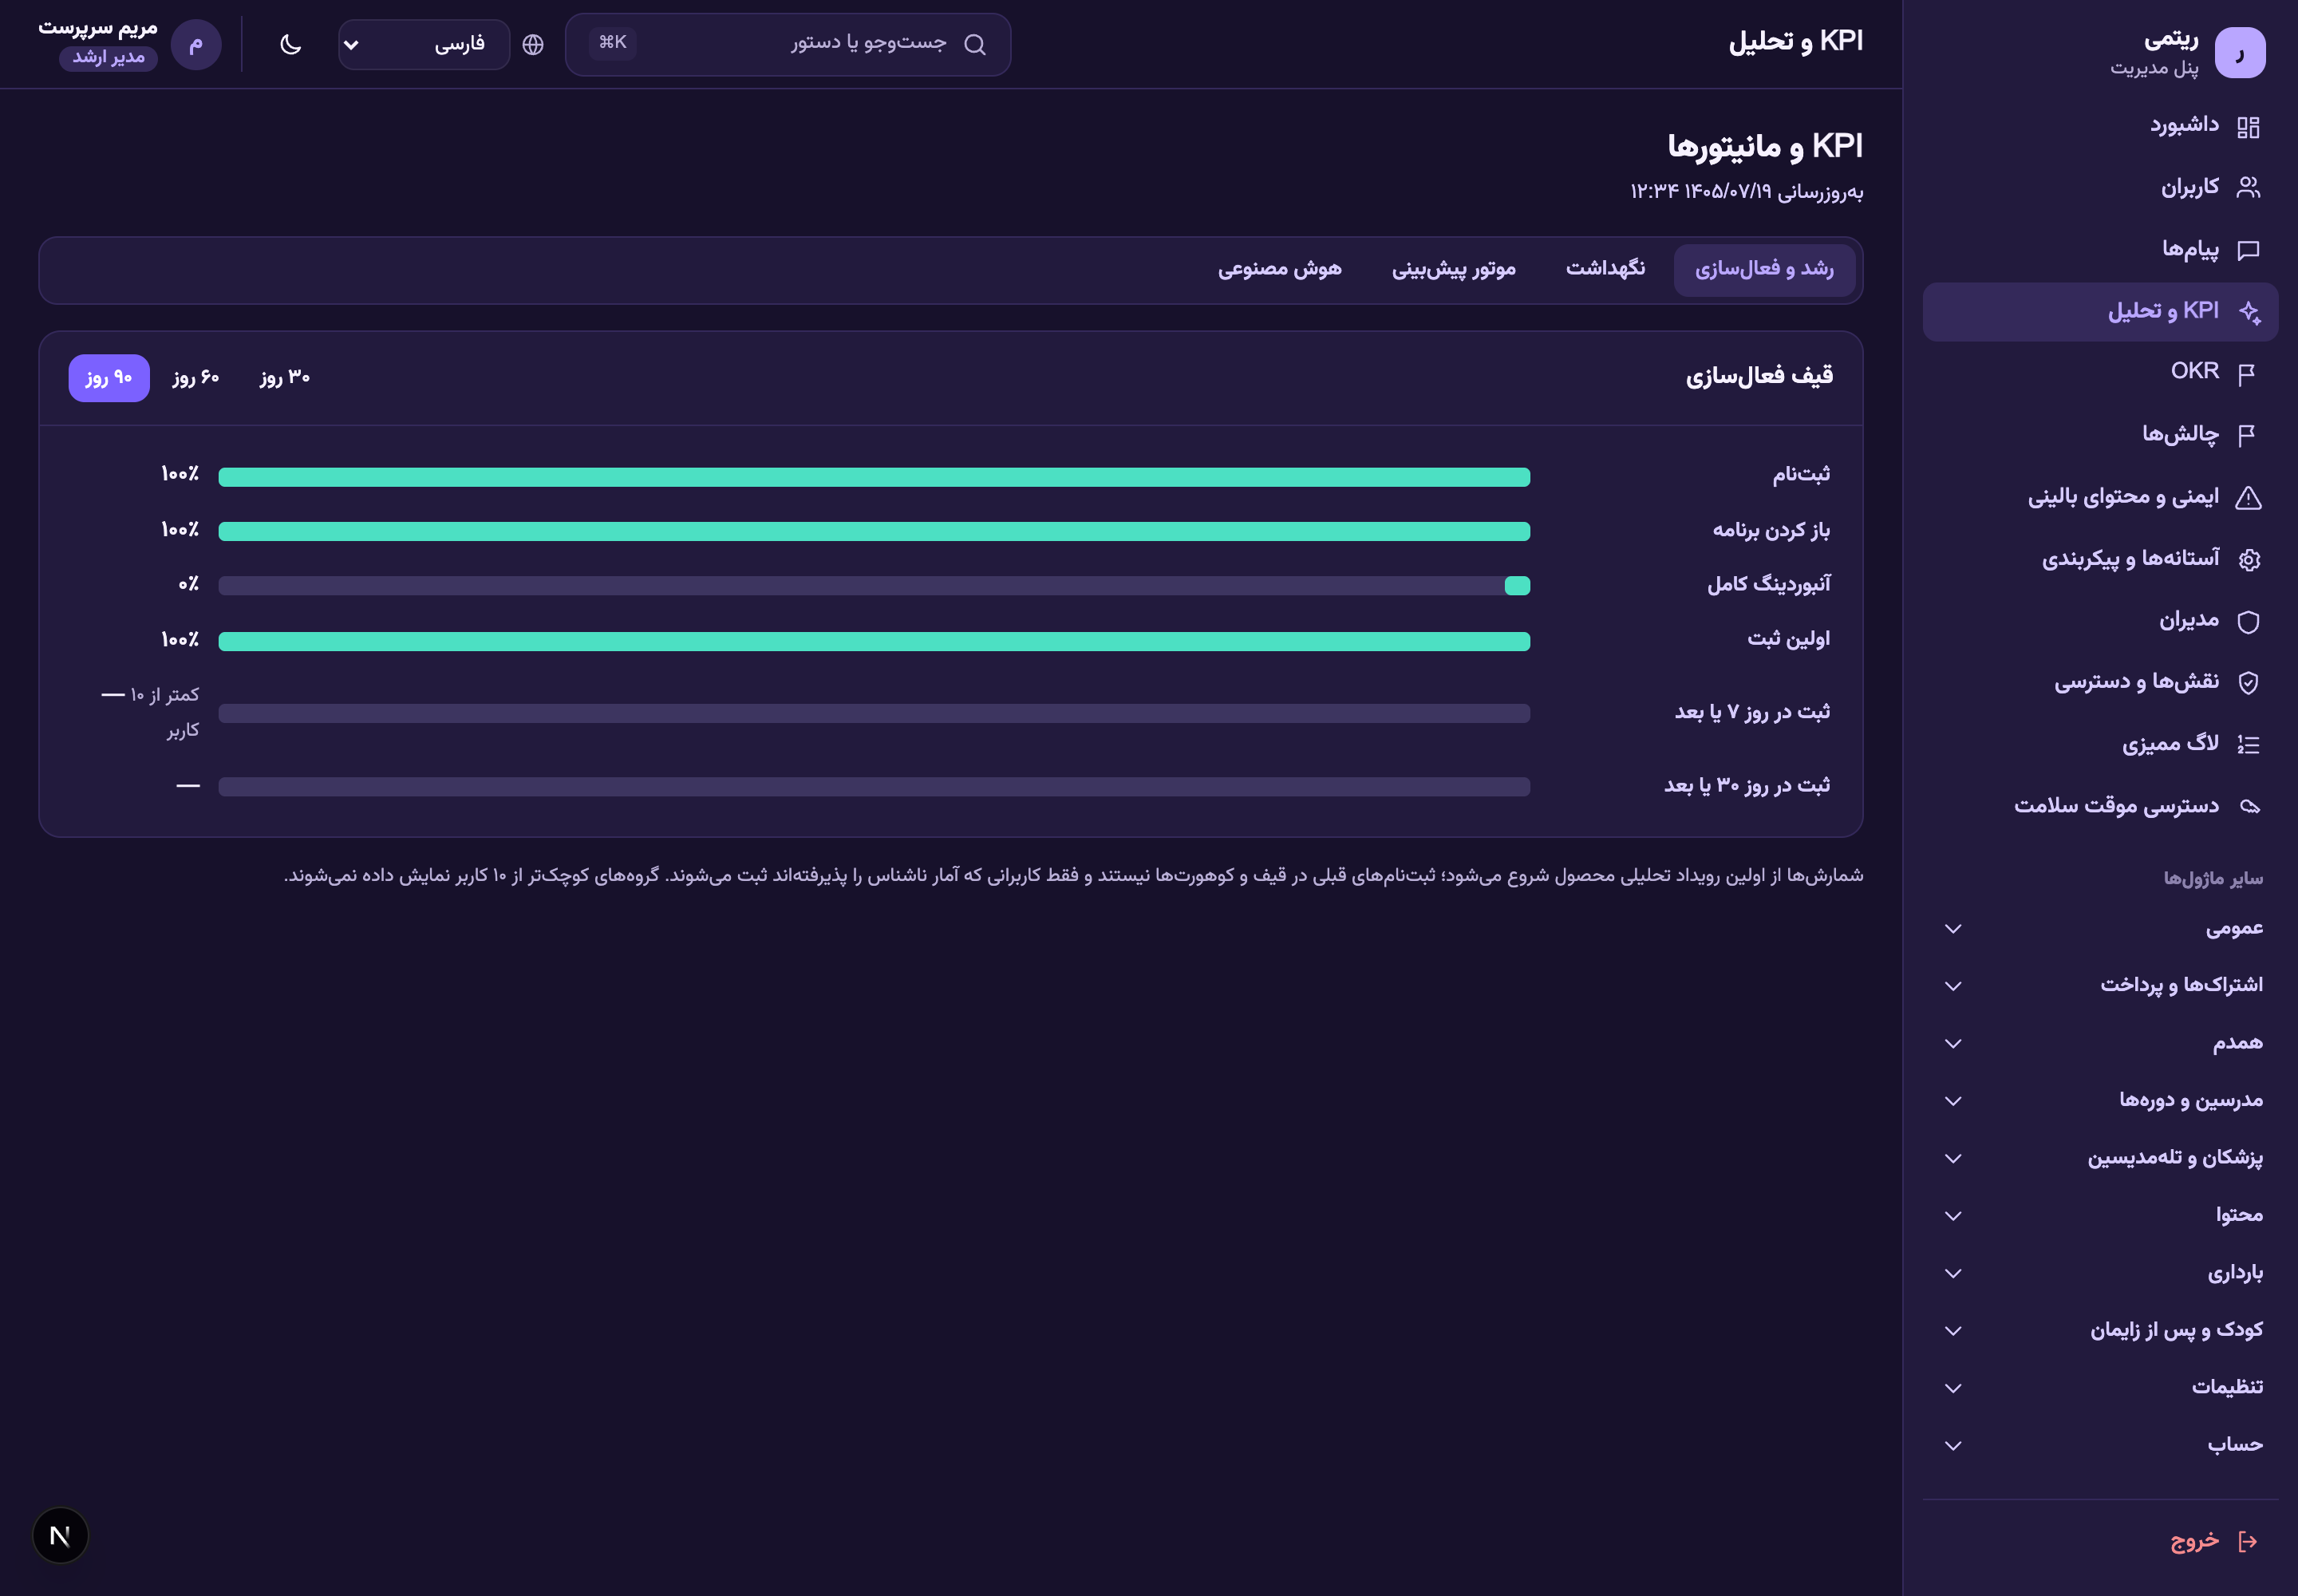 ر
ریتمی
پنل مدیریت
داشبورد
کاربران
پیام‌ها
KPI و تحلیل
OKR
چالش‌ها
ایمنی و محتوای بالینی
آستانه‌ها و پیکربندی
مدیران
نقش‌ها و دسترسی
لاگ ممیزی
دسترسی موقت سلامت
سایر ماژول‌ها
عمومی
اشتراک‌ها و پرداخت
همدم
مدرسین و دوره‌ها
پزشکان و تله‌مدیسین
محتوا
بارداری
کودک و پس از زایمان
تنظیمات
حساب
خروج
KPI و تحلیل
جست‌وجو یا دستور
⌘K
فارسی
م
مریم سرپرست
مدیر ارشد
KPI و مانیتورها
به‌روزرسانی ۱۴۰۵/۰۷/۱۹ ۱۲:۳۴
رشد و فعال‌سازی
نگهداشت
موتور پیش‌بینی
هوش مصنوعی
قیف فعال‌سازی
۳۰ روز
۶۰ روز
۹۰ روز
ثبت‌نام
۱۰۰٪
باز کردن برنامه
۱۰۰٪
آنبوردینگ کامل
۰٪
اولین ثبت
۱۰۰٪
ثبت در روز ۷ یا بعد
کمتر از ۱۰ —
کاربر
ثبت در روز ۳۰ یا بعد
—
شمارش‌ها از اولین رویداد تحلیلی محصول شروع می‌شود؛ ثبت‌نام‌های قبلی در قیف و کوهورت‌ها نیستند و فقط کاربرانی که آمار ناشناس را پذیرفته‌اند ثبت می‌شوند. گروه‌های کوچک‌تر از ۱۰ کاربر نمایش داده نمی‌شوند.
N